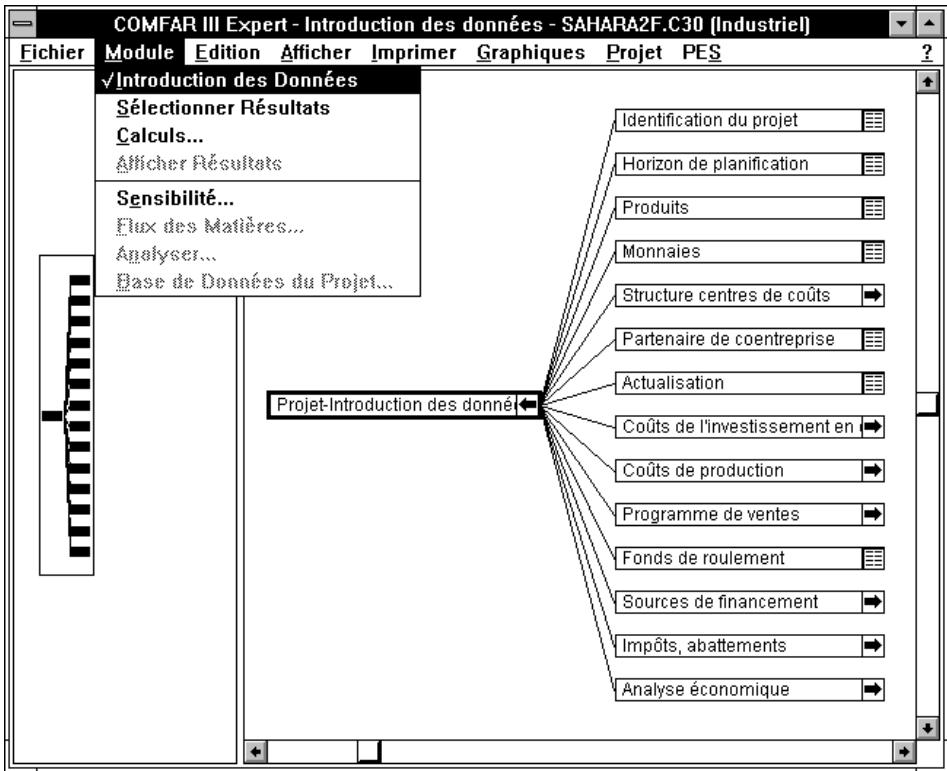 COMFAR III Expert - Introduction des données - SAHARA2F.C30 (Industriel)
Fichier Module Edition Afficher Imprimer Graphiques Projet PES ?
√Introduction des Données
Sélectionner Résultats
Calculs...
Afficher Résultats
Sensibilité...
Flux des Matières...
Analyser...
Base de Données du Projet...
Projet-Introduction des donné
Identification du projet
Horizon de planification
Produits
Monnaies
Structure centres de coûts
Partenaire de coentreprise
Actualisation
Coûts de l'investissement en
Coûts de production
Programme de ventes
Fonds de roulement
Sources de financement
Impôts, abattements
Analyse économique